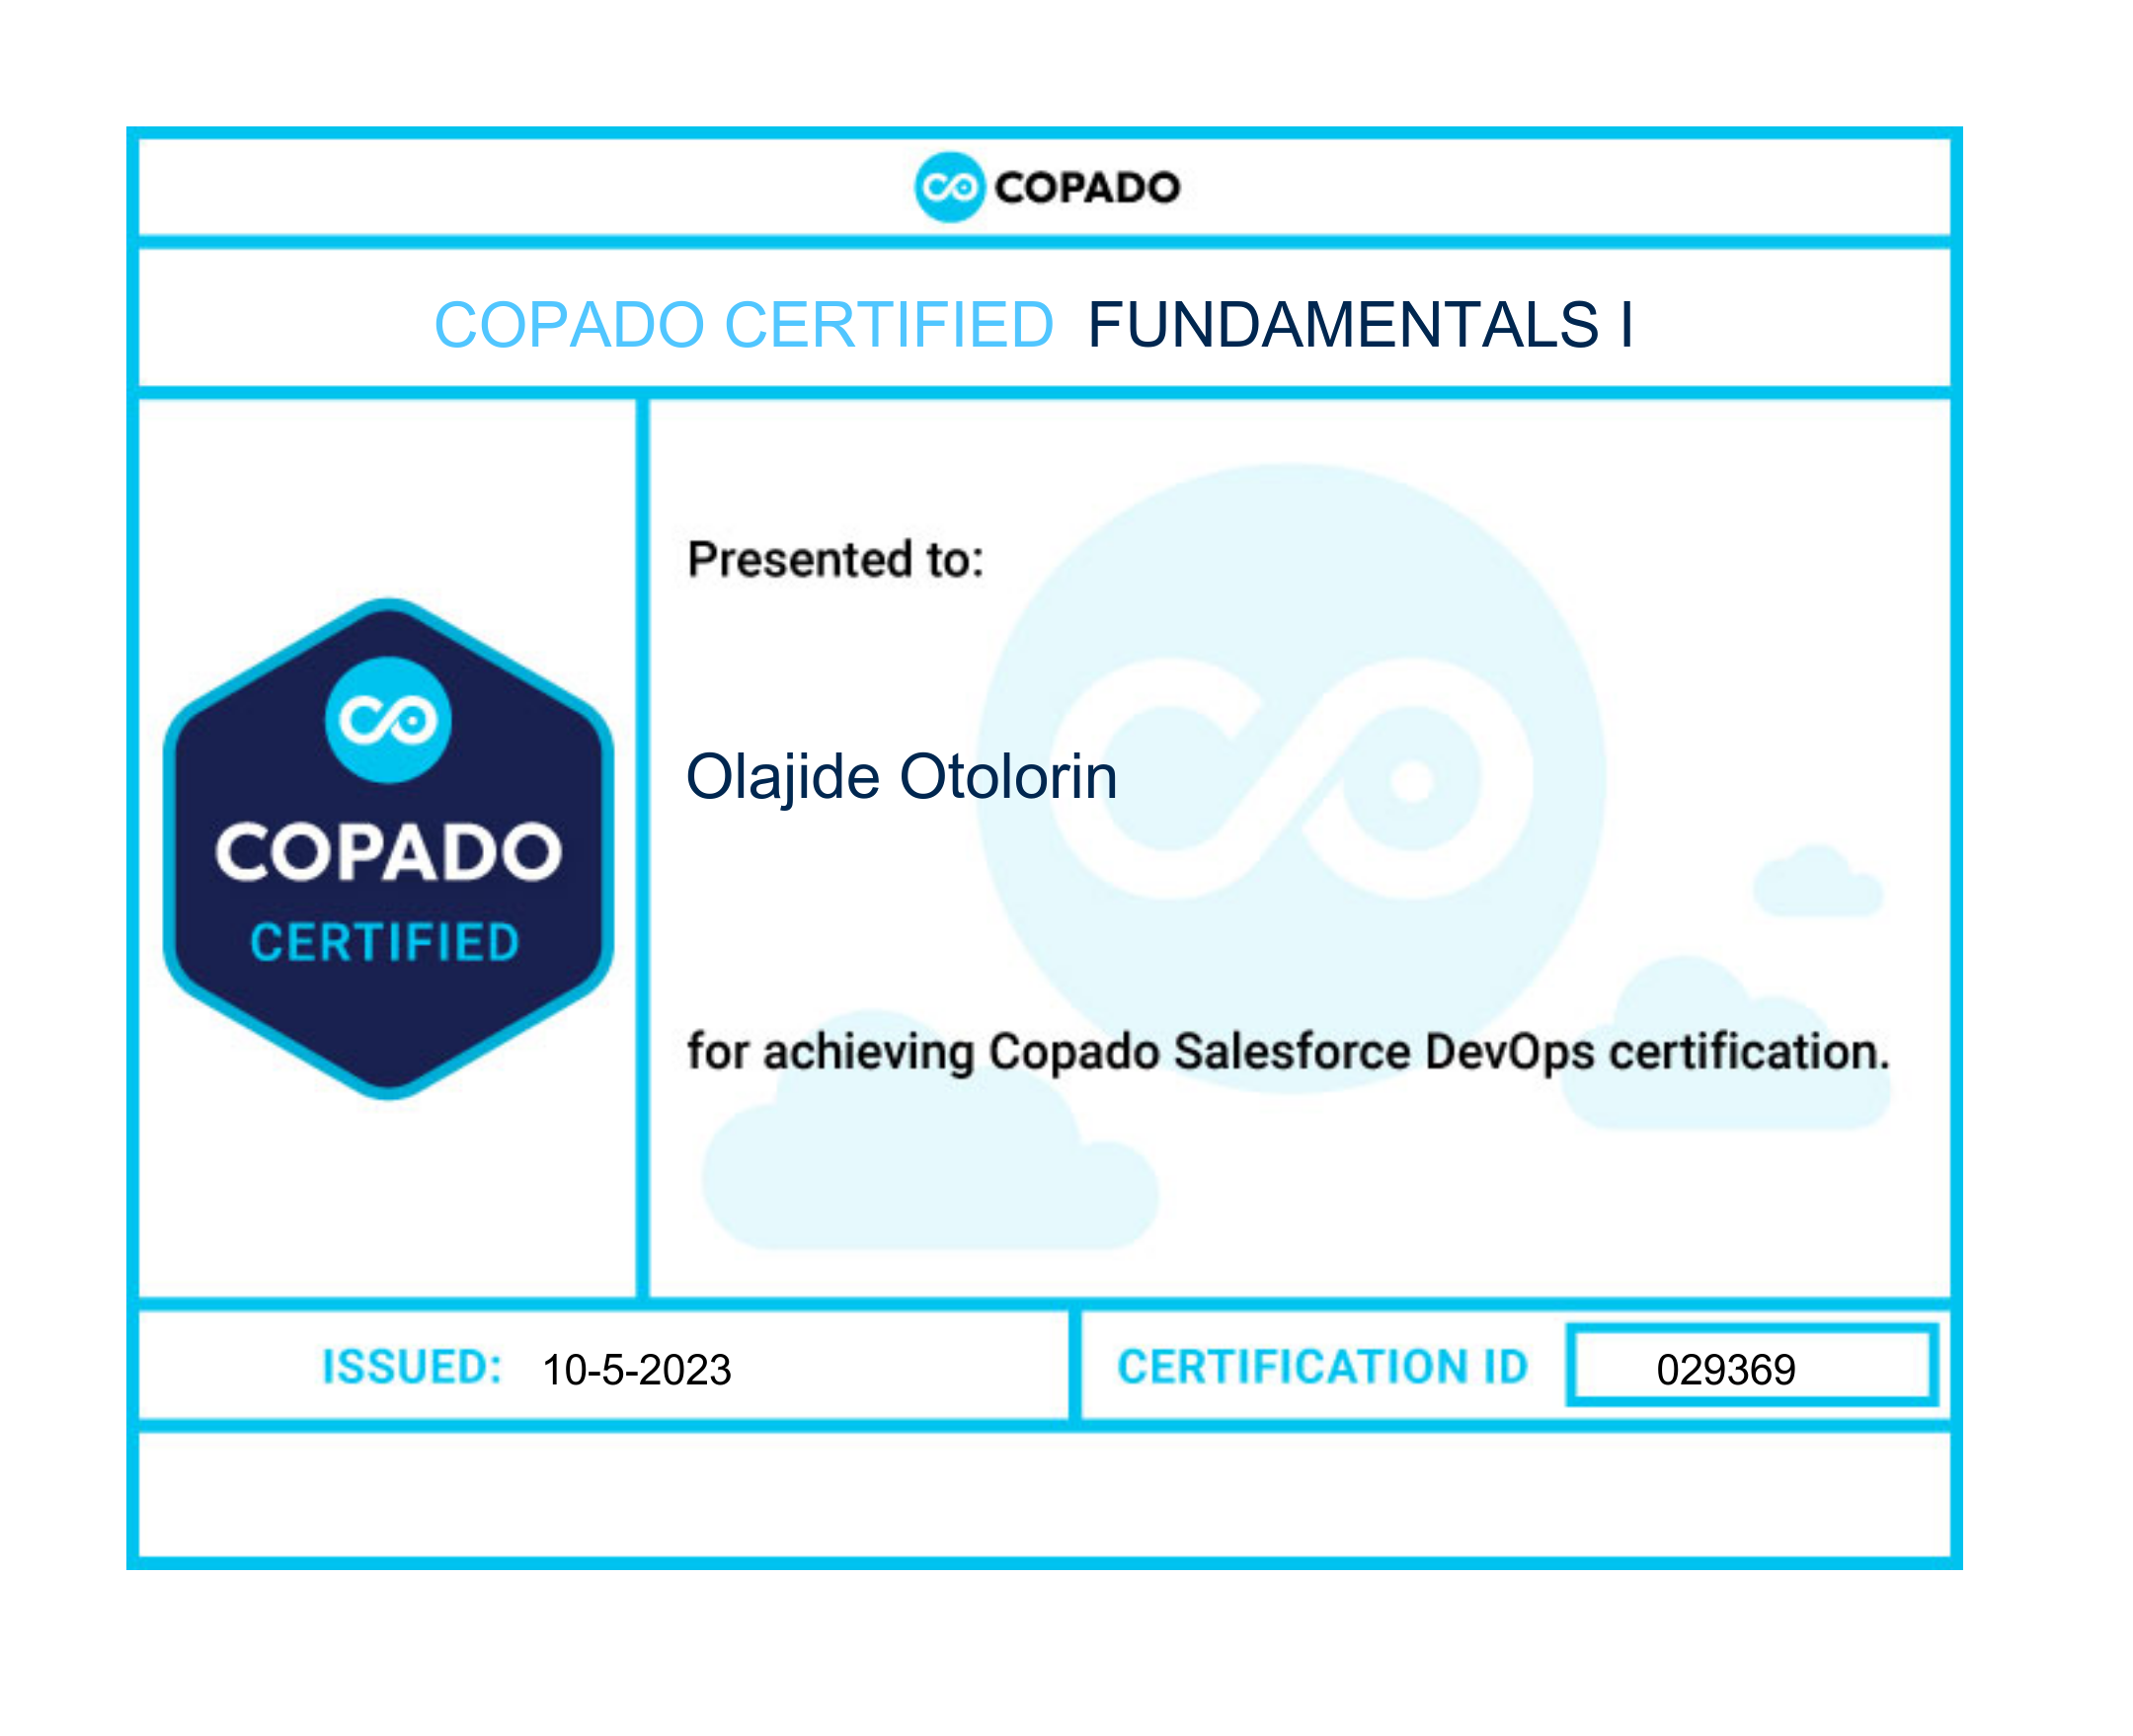 COPADO
COPADO CERTIFIED FUNDAMENTALS I
Presented to:
Olajide Otolorin
COPADO
CERTIFIED
for achieving Copado Salesforce DevOps certification.
ISSUED: 10-5-2023
CERTIFICATION ID 029369